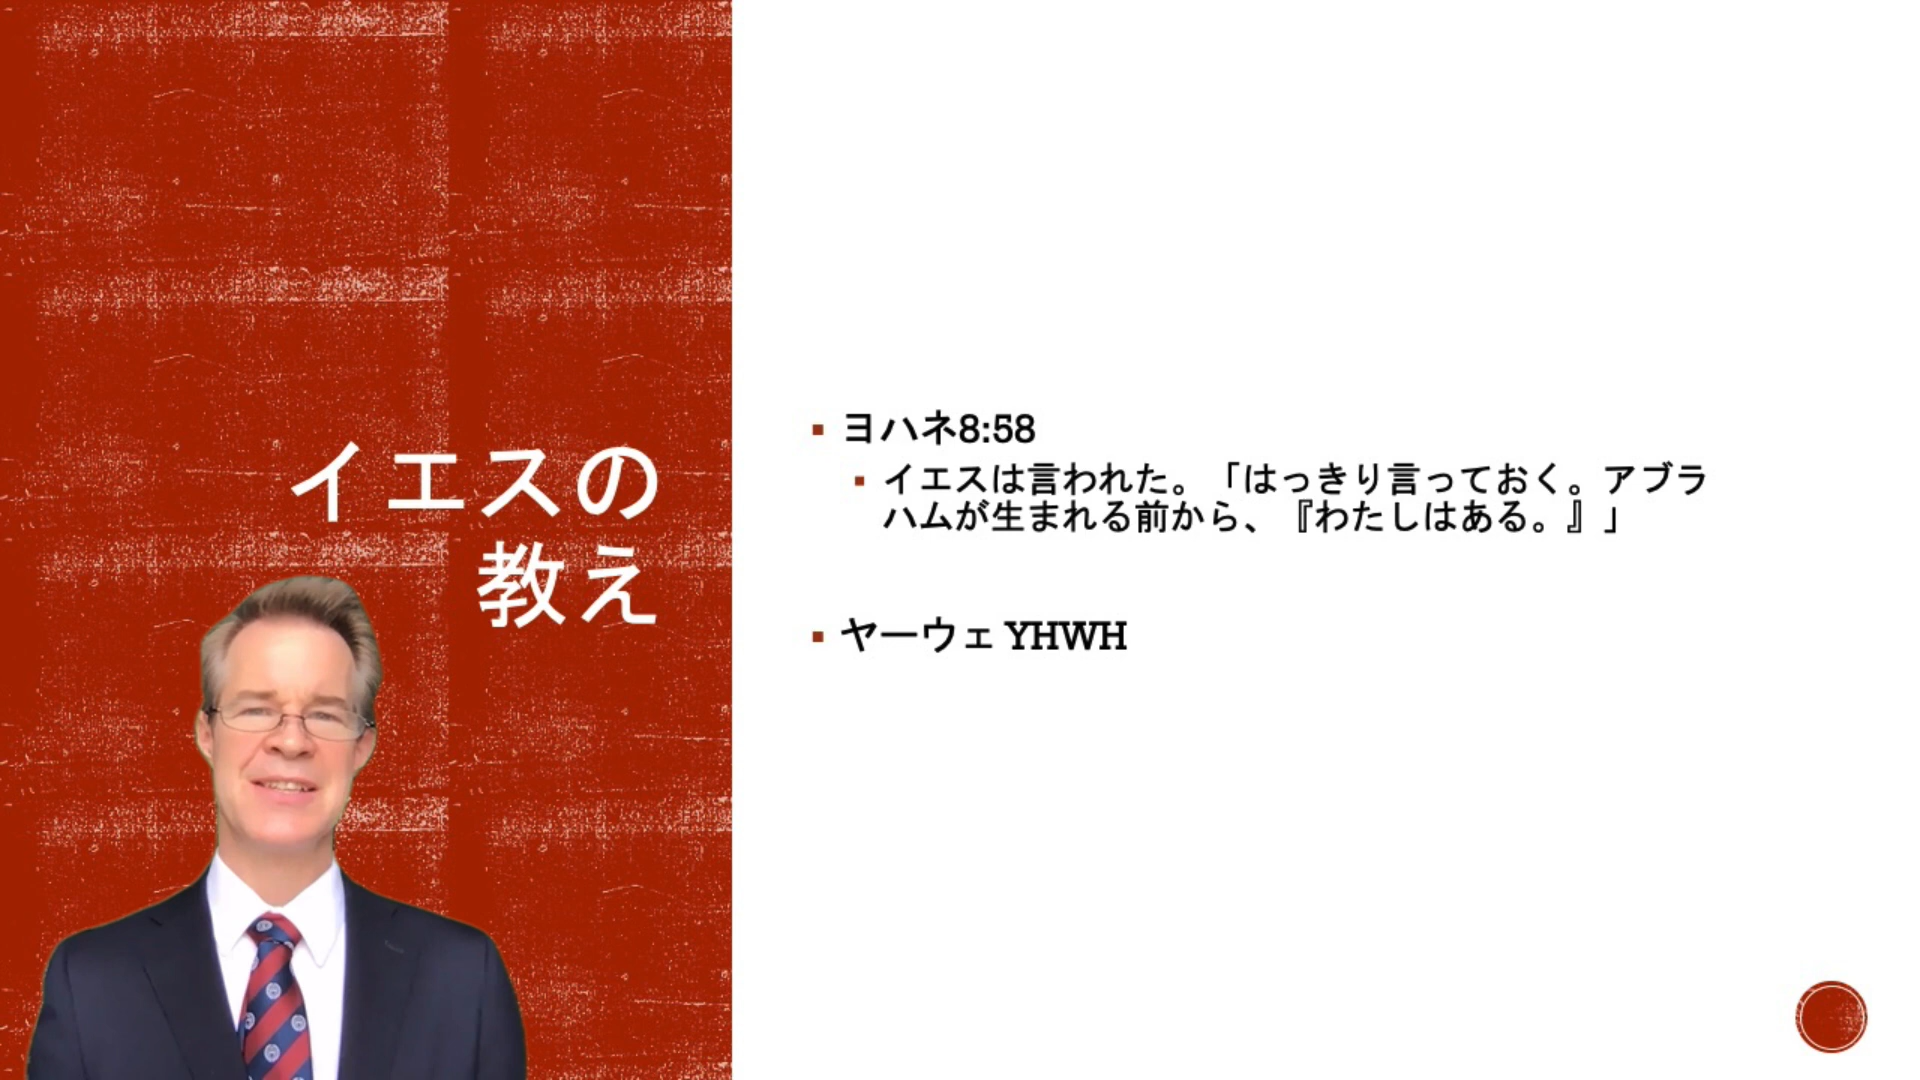 イエスの
教え
ヨハネ8:58
イエスは言われた。「はっきり言っておく。アブラ
ハムが生まれる前から、『わたしはある。』」
ヤーウェ YHWH